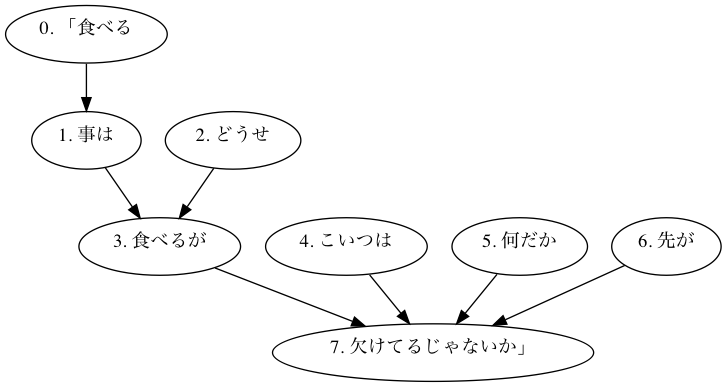 0. 「食べる
1. 事は
2. どうせ
3. 食べるが
4. こいつは
5. 何だか
6. 先が
7. 欠けてるじゃないか」